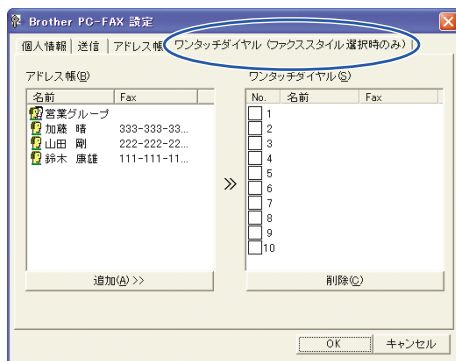 Brother PC-FAX 設定
個人情報 送信 アドレス帳 ワンタッチダイヤル (ファクススタイル選択時のみ)
アドレス帳(B)
名前 Fax
営業グループ
加藤 晴 333-333-33...
山田 剛 222-222-22...
鈴木 康雄 111-111-11...
追加(A) >>
»
ワンタッチダイヤル(S)
No. 名前 Fax
1
2
3
4
5
6
7
8
9
10
削除(C)
OK キャンセル